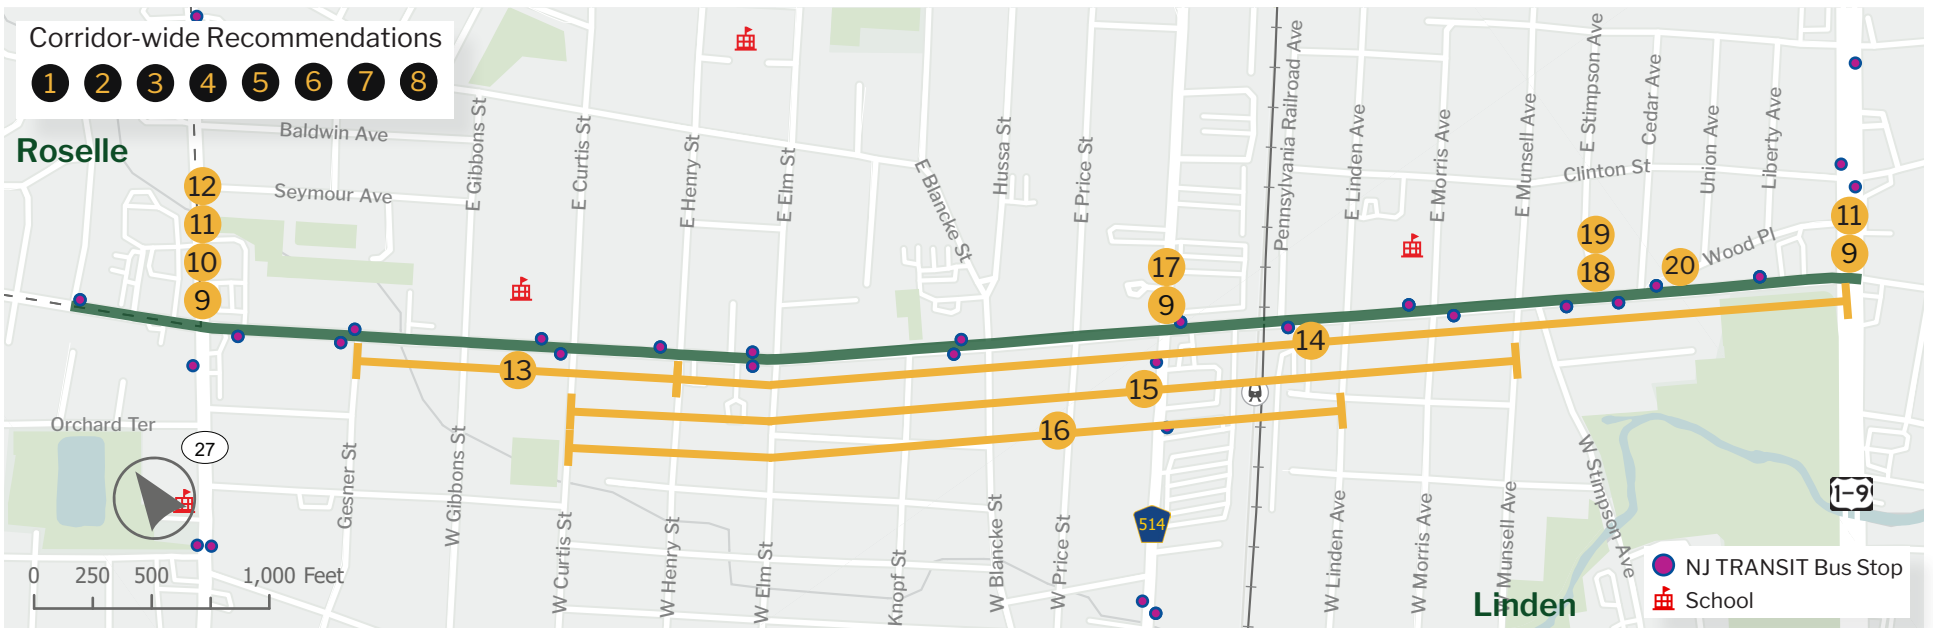 Corridor-wide Recommendations
1 2 3 4 5 6 7 8
Roselle
Baldwin Ave
Seymour Ave
E Gibbons St
E Curtis St
E Henry St
E Elm St
E Blancke St
Hussa St
E Price St
Pennsylvania Railroad Ave
E Linden Ave
E Morris Ave
E Munsell Ave
E Stimpson Ave
Cedar Ave
Union Ave
Liberty Ave
Clinton St
Wood Pl
12
11
10
9
17
9
19
18
20
11
9
13
14
15
16
Orchard Ter
27
Gesner St
W Gibbons St
W Curtis St
W Henry St
W Elm St
Knopf St
W Blancke St
W Price St
514
W Linden Ave
W Morris Ave
W Munsell Ave
W Stimpson Ave
1-9
0 250 500 1,000 Feet
Linden
NJ TRANSIT Bus Stop
School